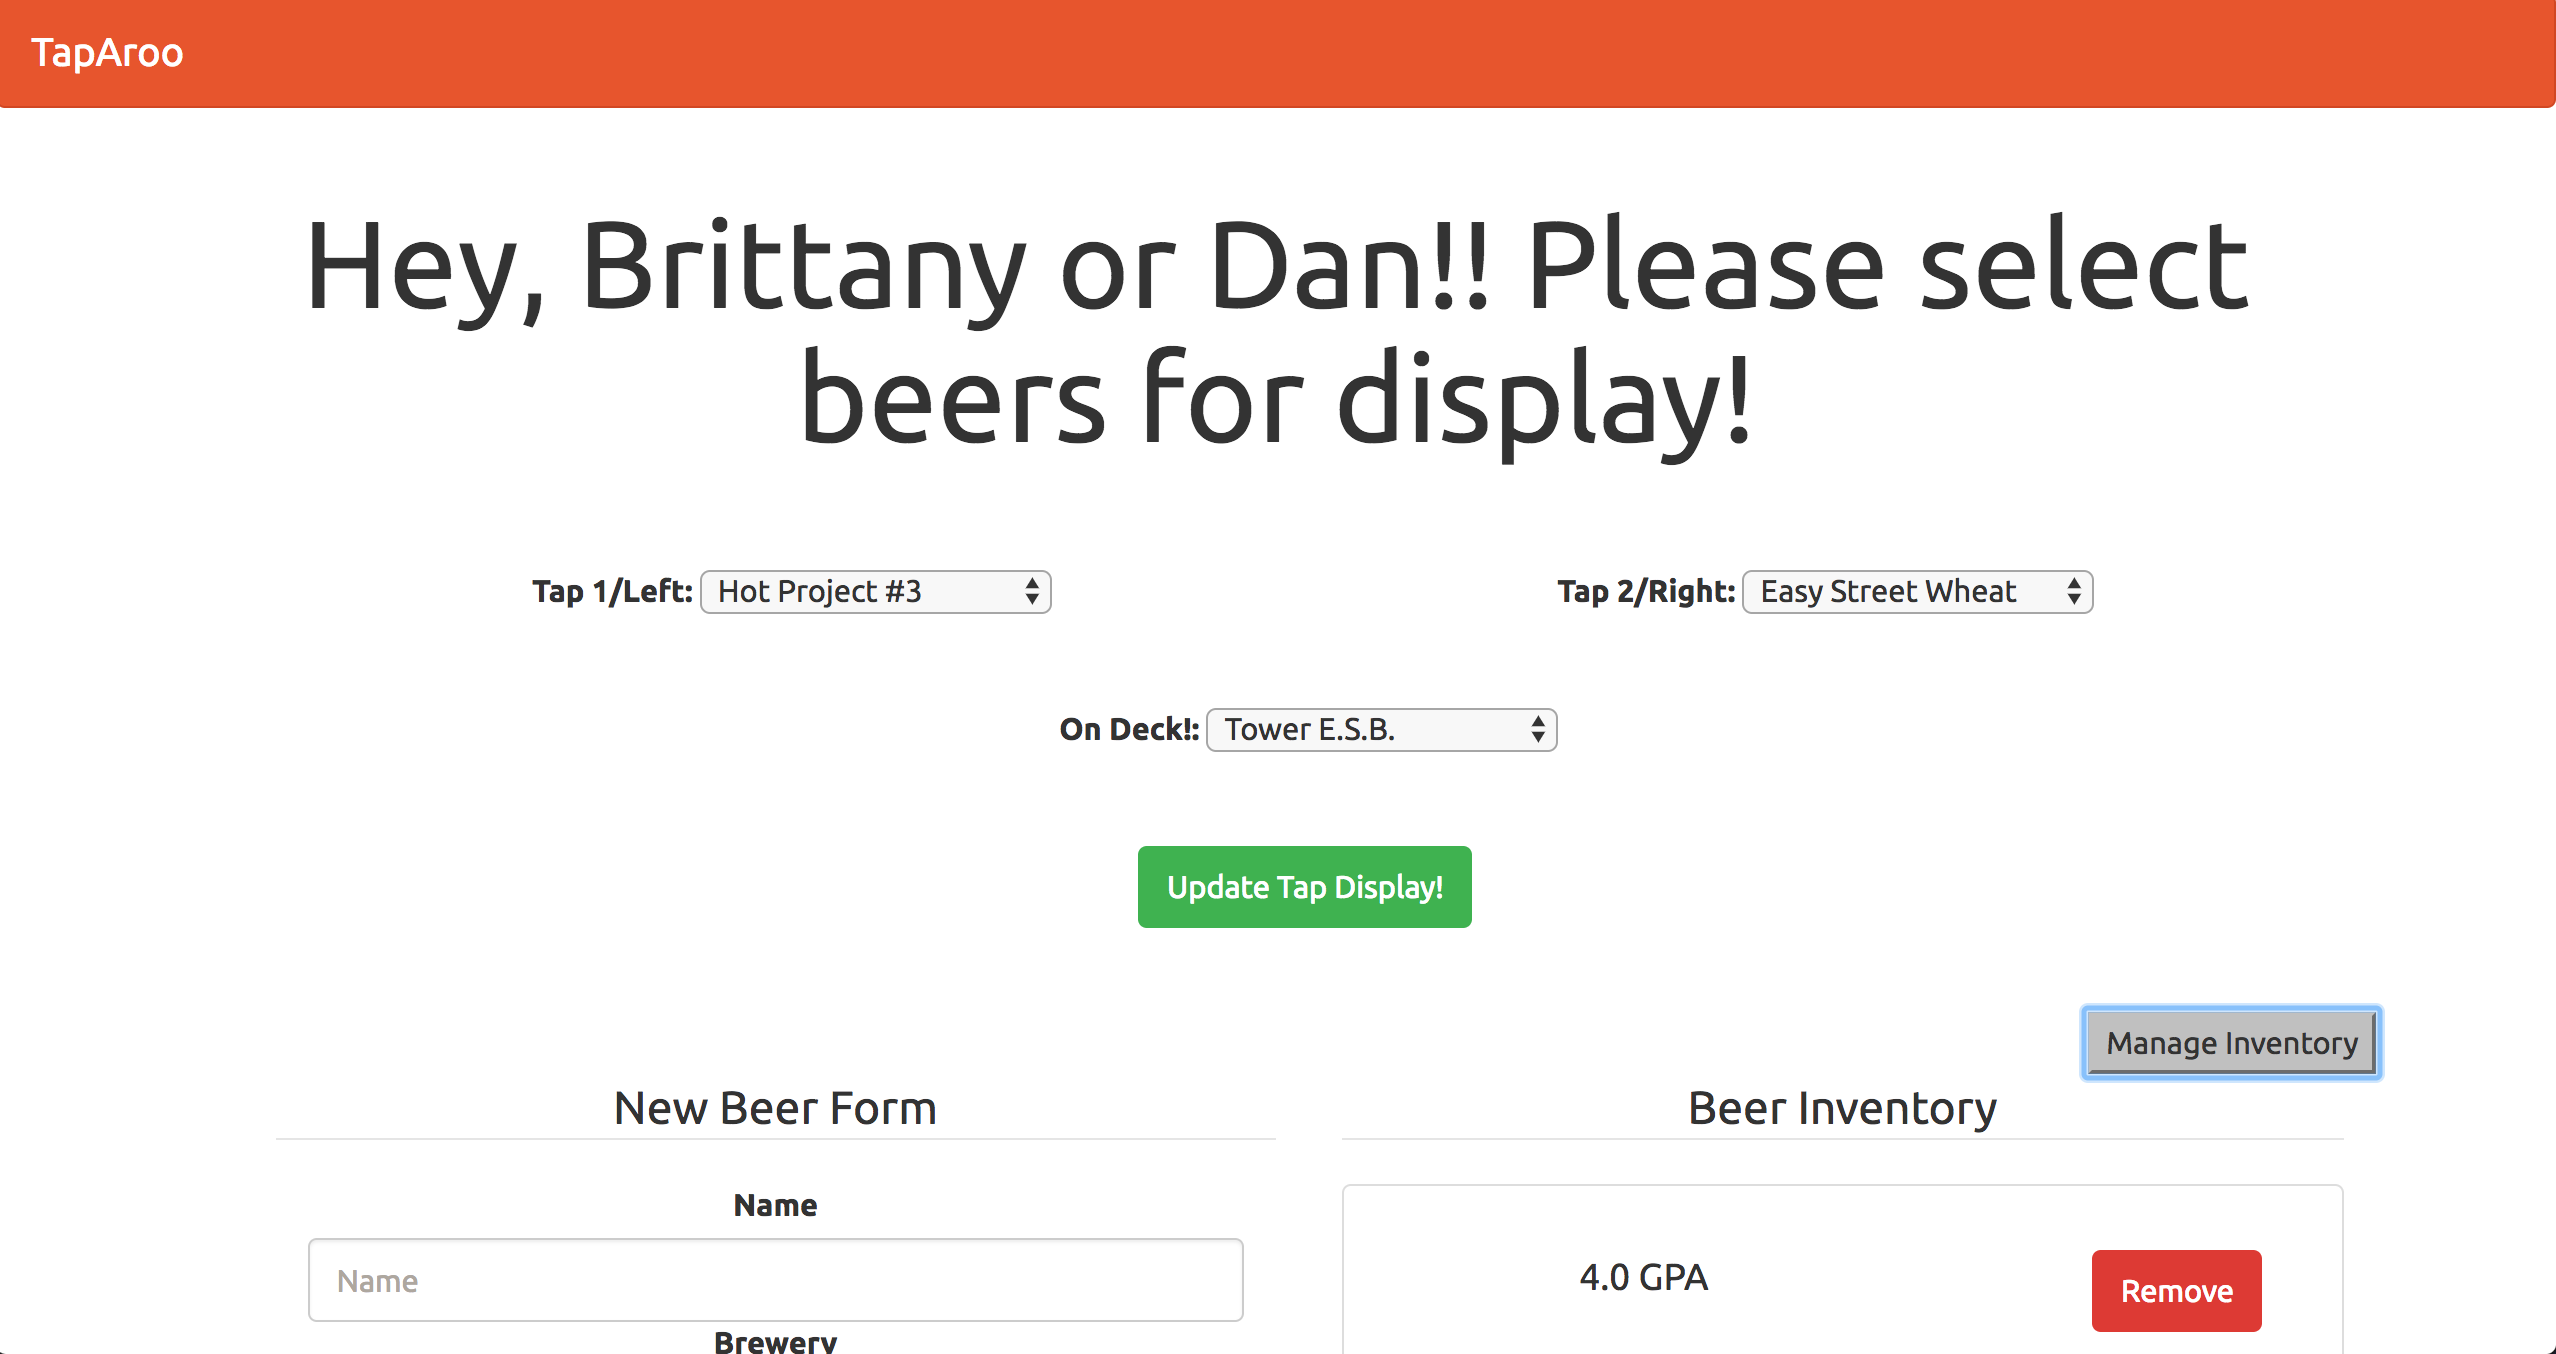 TapAroo
Hey, Brittany or Dan!! Please select
beers for display!
Tap 1/Left: Hot Project #3
Tap 2/Right: Easy Street Wheat
On Deck!: Tower E.S.B.
Update Tap Display!
Manage Inventory
New Beer Form
Beer Inventory
Name
Name
Brewery
4.0 GPA
Remove